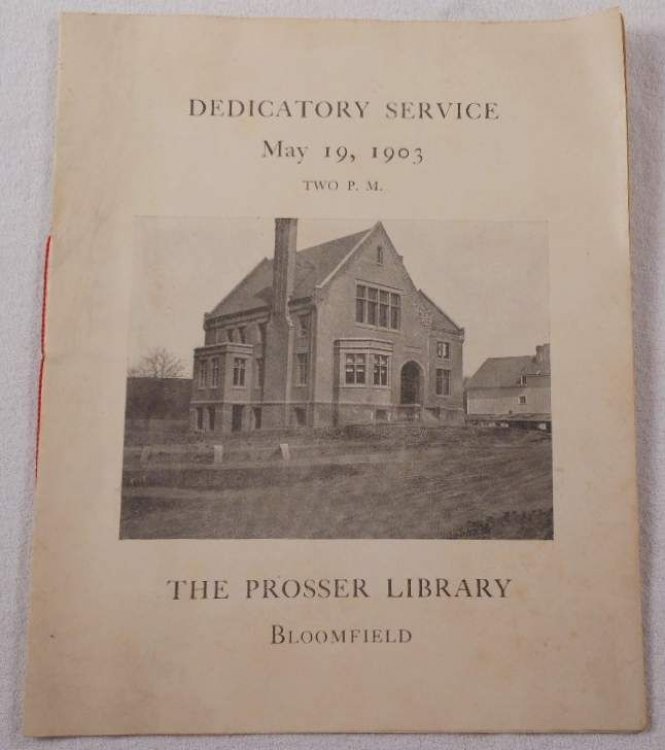 DEDICATORY SERVICE
May 19, 1903
TWO P. M.
THE PROSSER LIBRARY
BLOOMFIELD